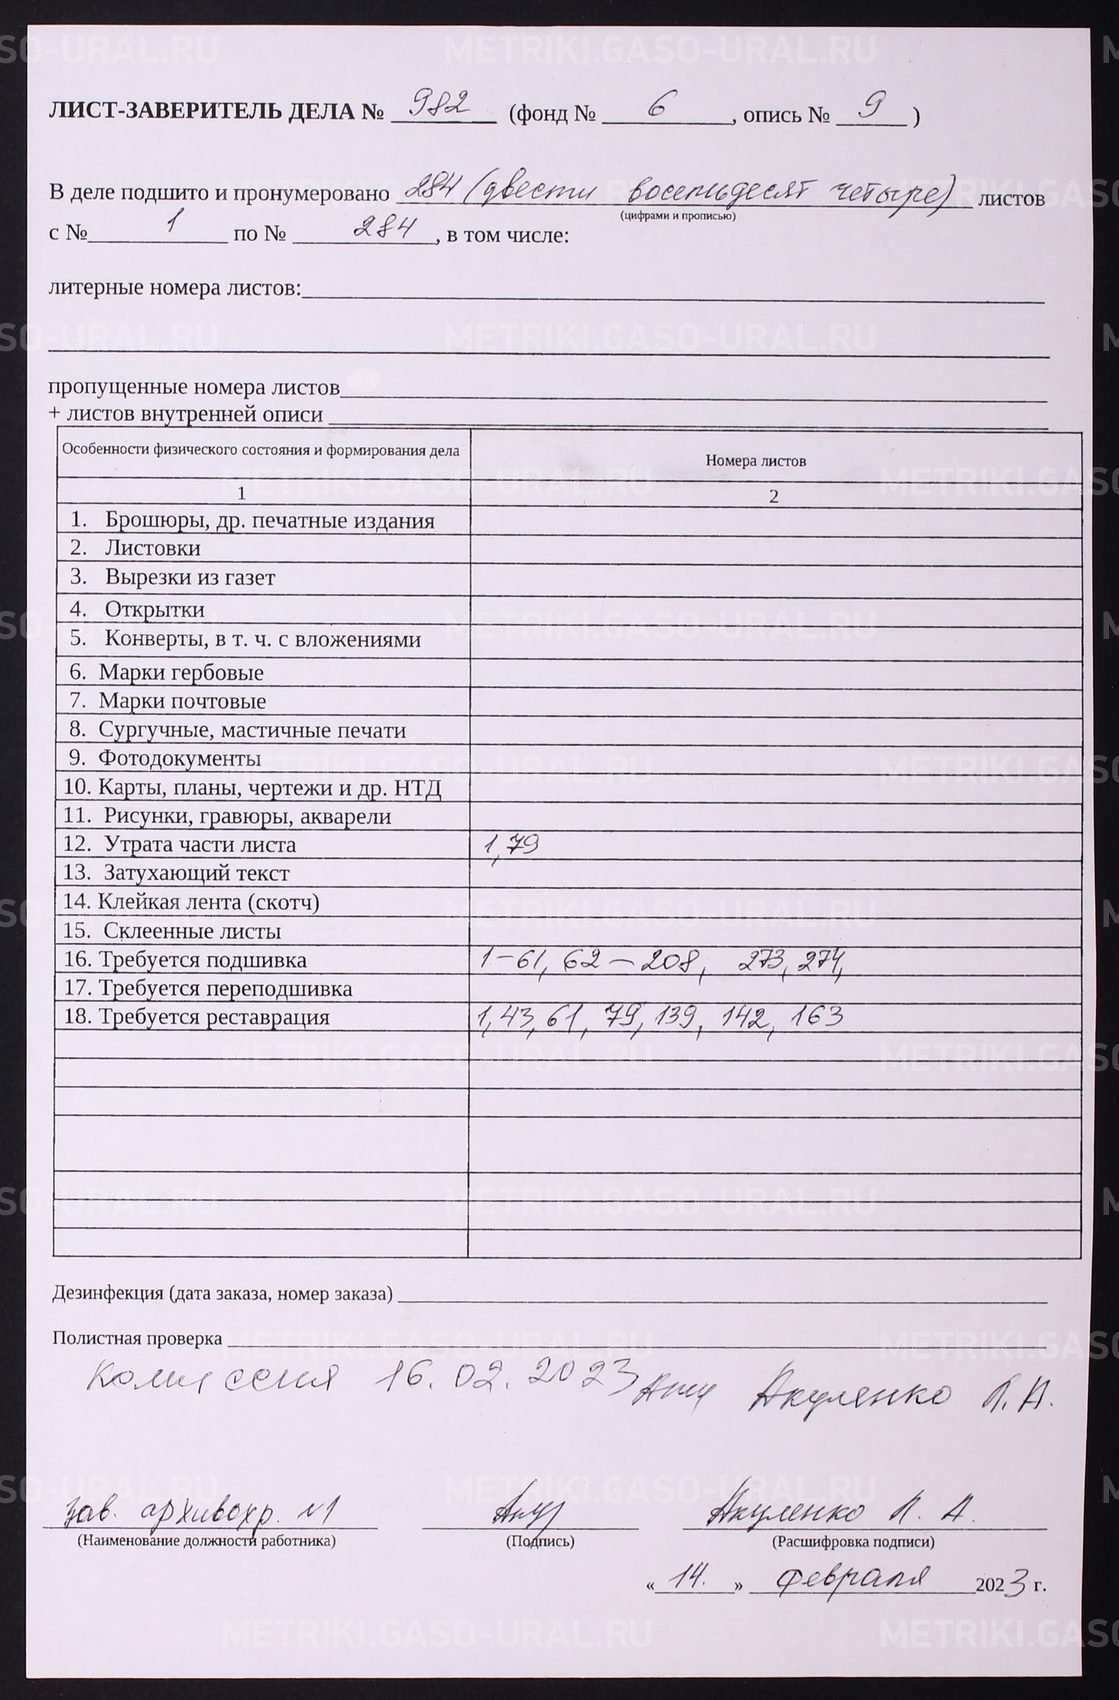 ЛИСТ-ЗАВЕРИТЕЛЬ ДЕЛА № 982 (фонд № 6, опись № 9)
В деле подшито и пронумеровано 284 (двести восемьдесят четыре) листов
(цифрами и прописью)
с № 1 по № 284, в том числе:
литерные номера листов:
пропущенные номера листов
+ листов внутренней описи
Особенности физического состояния и формирования дела Номера листов
1 2
1. Брошюры, др. печатные издания
2. Листовки
3. Вырезки из газет
4. Открытки
5. Конверты, в т. ч. с вложениями
6. Марки гербовые
7. Марки почтовые
8. Сургучные, мастичные печати
9. Фотодокументы
10. Карты, планы, чертежи и др. НТД
11. Рисунки, гравюры, акварели
12. Утрата части листа 1, 79
13. Затухающий текст
14. Клейкая лента (скотч)
15. Склеенные листы
16. Требуется подшивка 1-61, 62-208, 273, 274,
17. Требуется переподшивка
18. Требуется реставрация 1, 43, 61, 79, 139, 142, 163
Дезинфекция (дата заказа, номер заказа)
Полистная проверка
Комиссия 16.02.2023 Акуленко
зав. архивохр. №1 Акуленко
(Наименование должности работника) (Подпись) (Расшифровка подписи)
«14.» февраля 2023 г.
METRIKI.GASO-URAL.RU